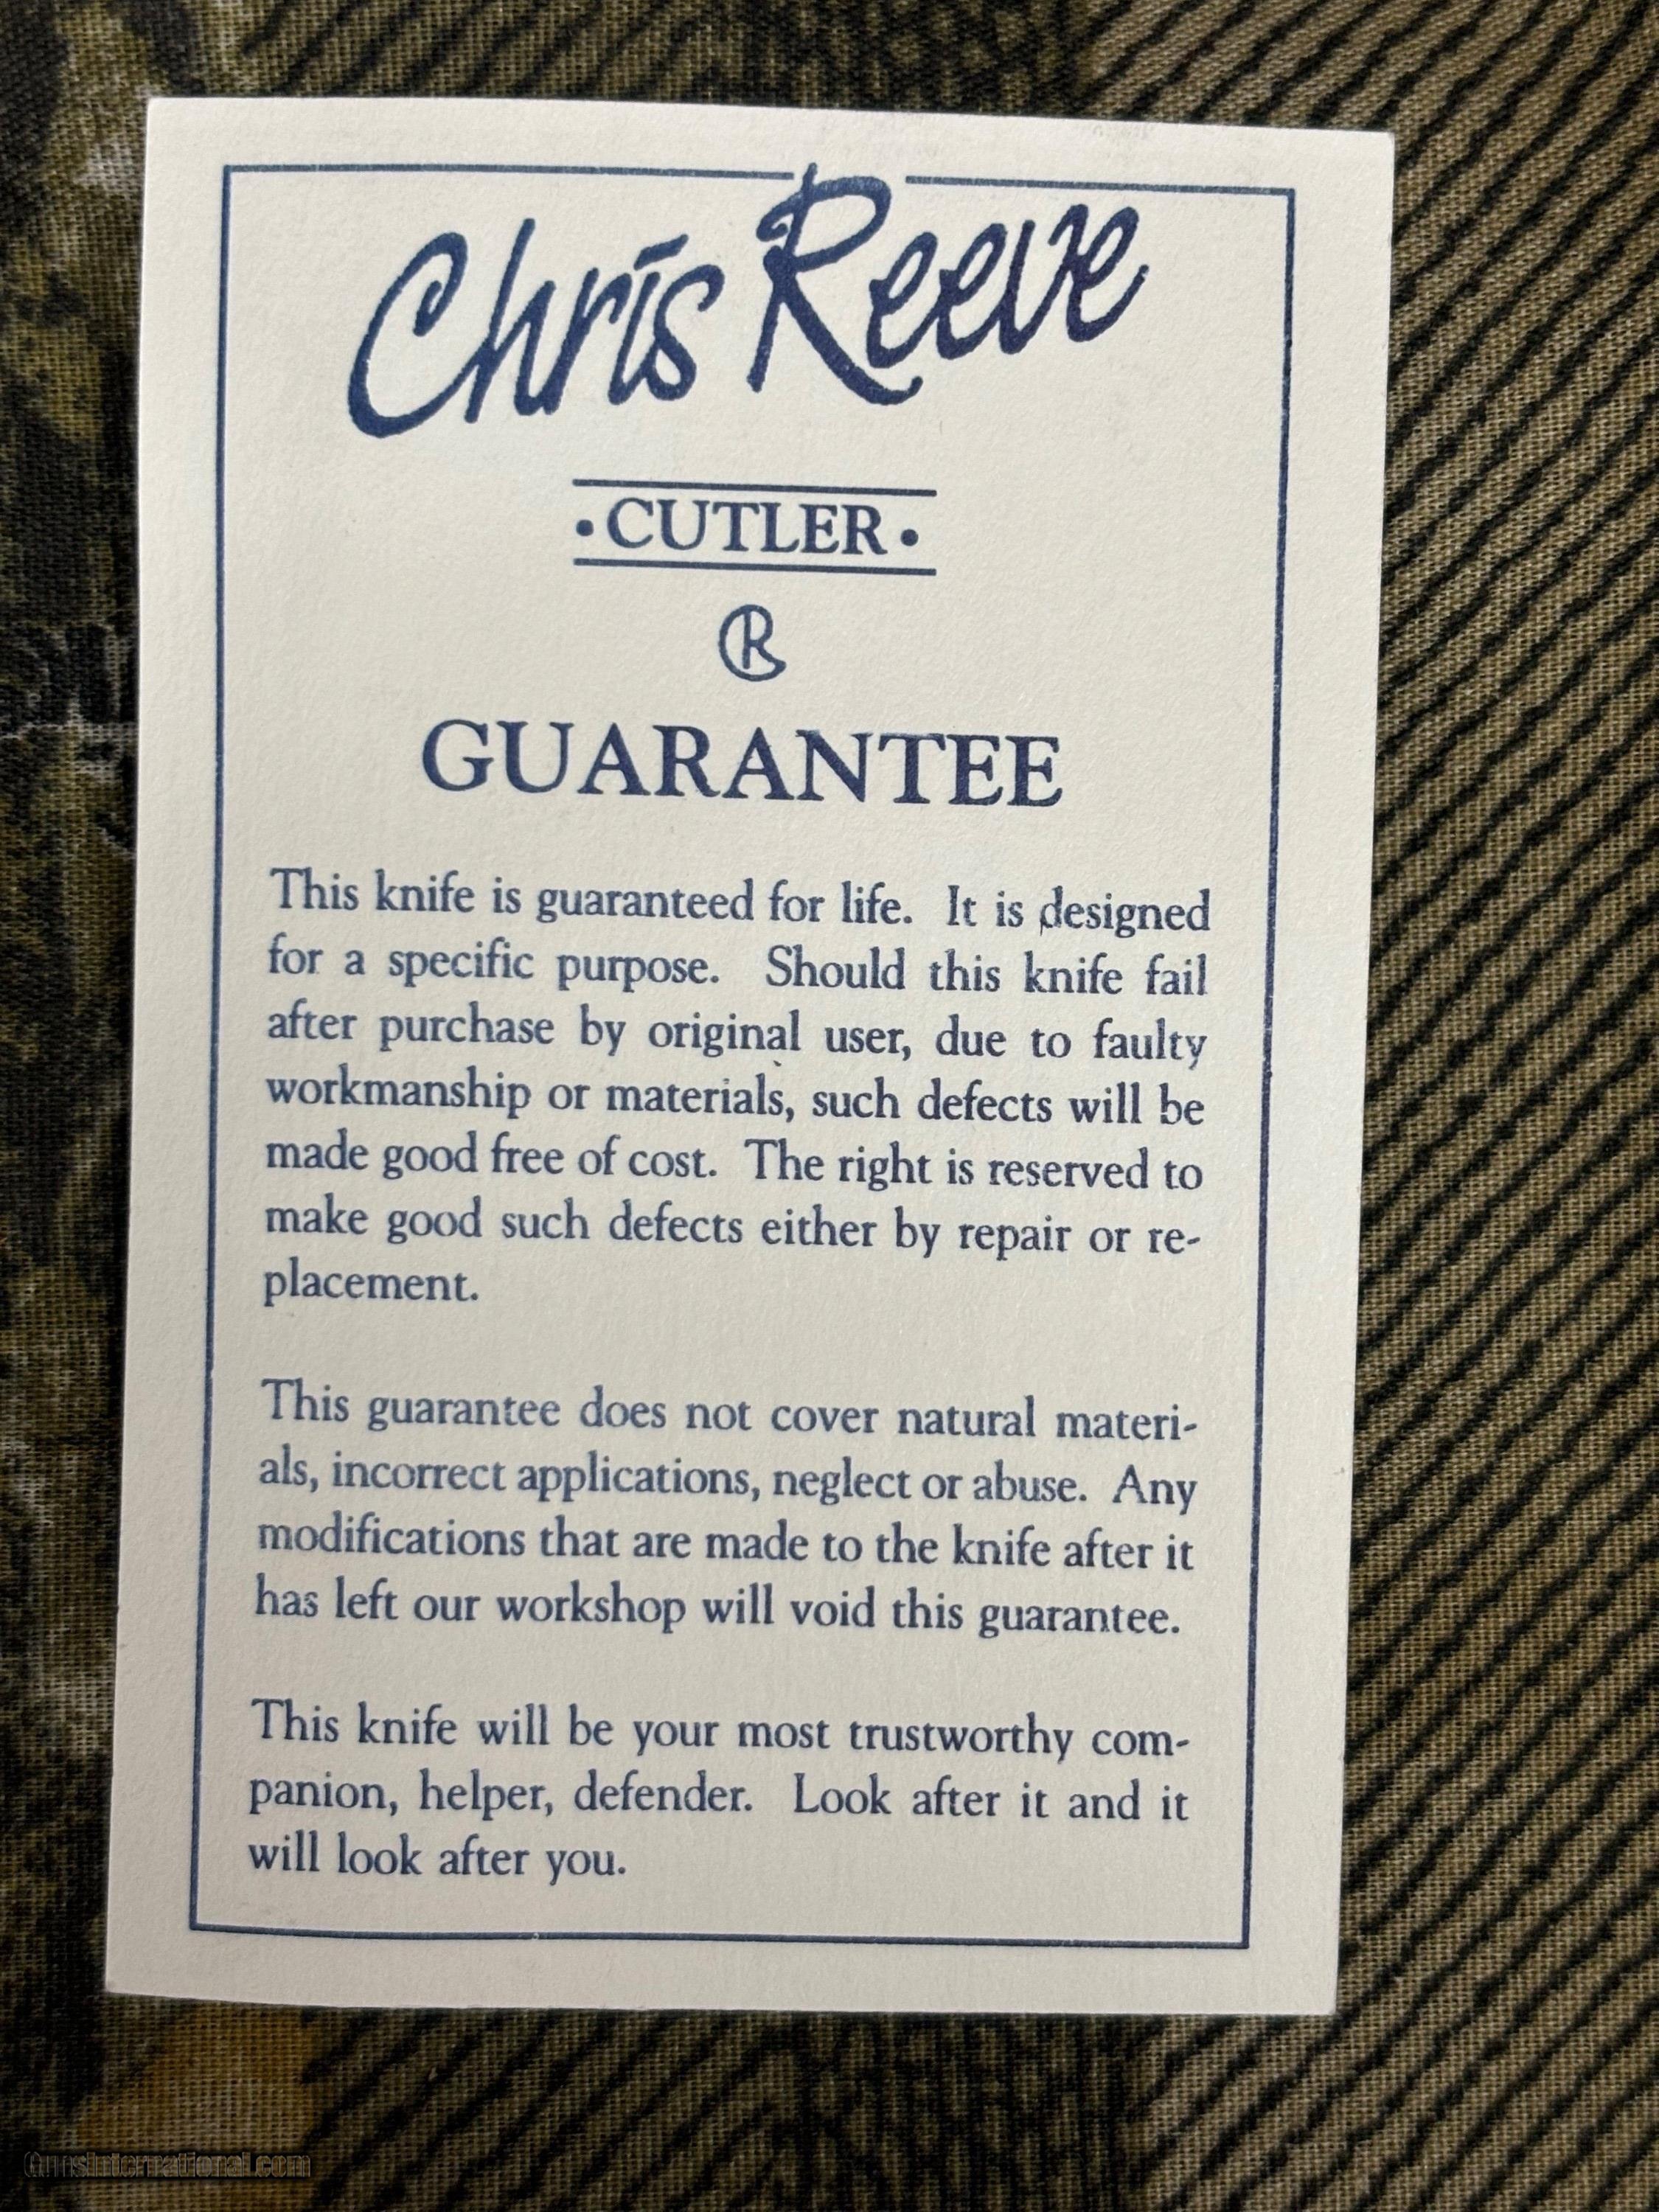 Chris Reeve
• CUTLER •
CR
GUARANTEE
This knife is guaranteed for life. It is designed
for a specific purpose. Should this knife fail
after purchase by original user, due to faulty
workmanship or materials, such defects will be
made good free of cost. The right is reserved to
make good such defects either by repair or re-
placement.
This guarantee does not cover natural materi-
als, incorrect applications, neglect or abuse. Any
modifications that are made to the knife after it
has left our workshop will void this guarantee.
This knife will be your most trustworthy com-
panion, helper, defender. Look after it and it
will look after you.
GunsInternational.com